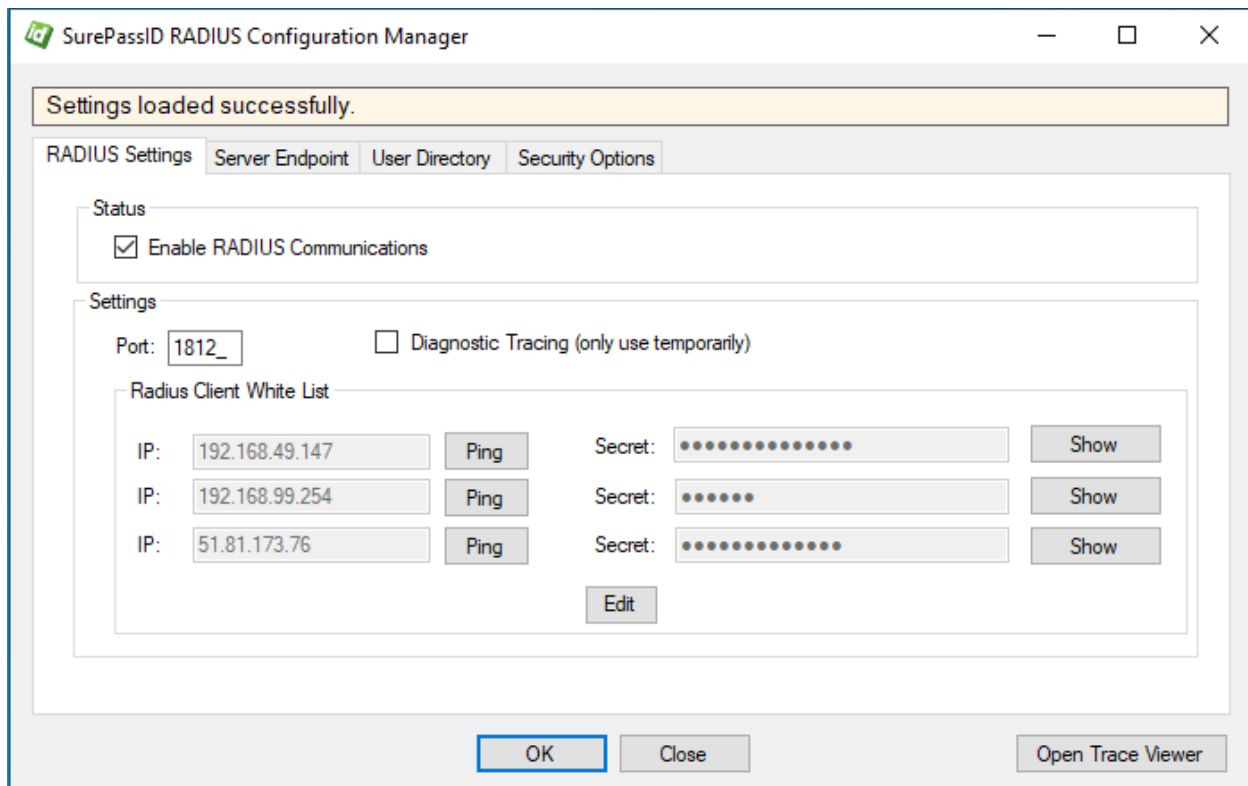 SurePassID RADIUS Configuration Manager
Settings loaded successfully.
RADIUS Settings Server Endpoint User Directory Security Options
Status
Enable RADIUS Communications
Settings
Port: 1812_ Diagnostic Tracing (only use temporarily)
Radius Client White List
IP: 192.168.49.147 Ping Secret: ●●●●●●●●●●●●●● Show
IP: 192.168.99.254 Ping Secret: ●●●●●● Show
IP: 51.81.173.76 Ping Secret: ●●●●●●●●●●●●● Show
Edit
OK Close Open Trace Viewer